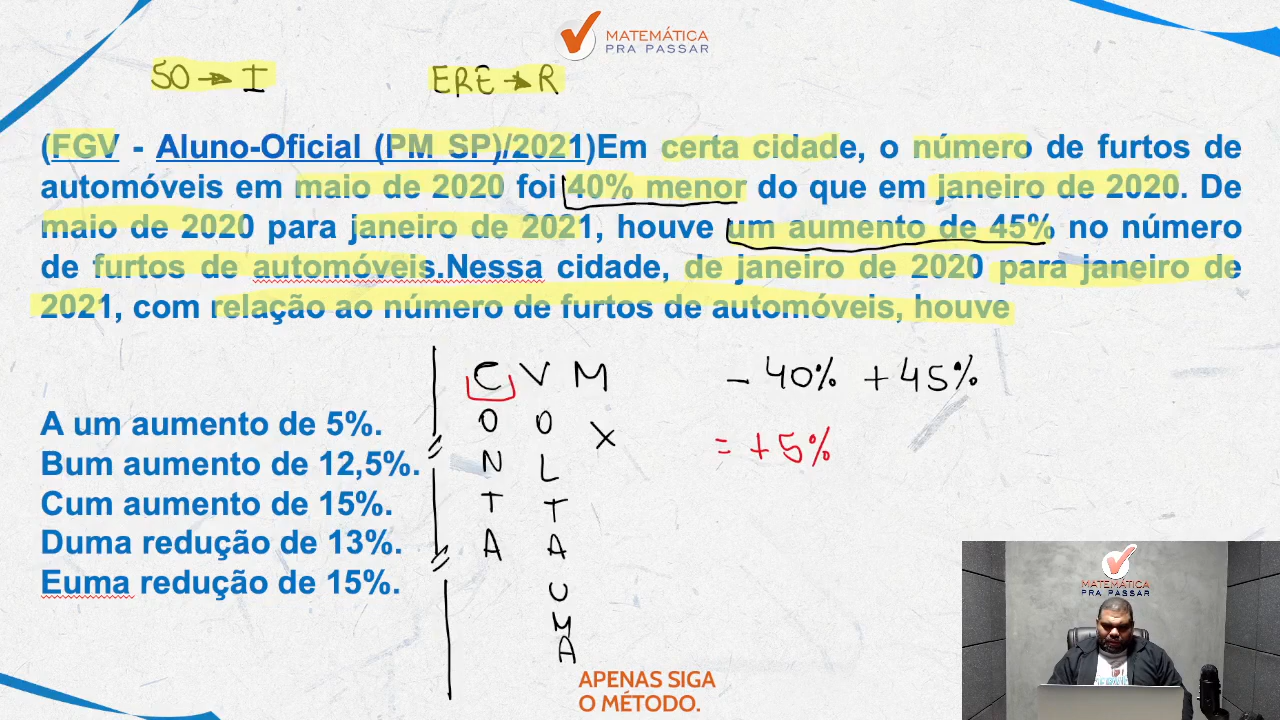 MATEMÁTICA
PRA PASSAR
SO → I
ERE → R
(FGV - Aluno-Oficial (PM SP)/2021)Em certa cidade, o número de furtos de
automóveis em maio de 2020 foi 40% menor do que em janeiro de 2020. De
maio de 2020 para janeiro de 2021, houve um aumento de 45% no número
de furtos de automóveis.Nessa cidade, de janeiro de 2020 para janeiro de
2021, com relação ao número de furtos de automóveis, houve
A um aumento de 5%.
Bum aumento de 12,5%.
Cum aumento de 15%.
Duma redução de 13%.
Euma redução de 15%.
C V M
O O X
N L
T T
A A
U
M
A
- 40% + 45%
= + 5%
MATEMÁTICA
PRA PASSAR
APENAS SIGA
O MÉTODO.